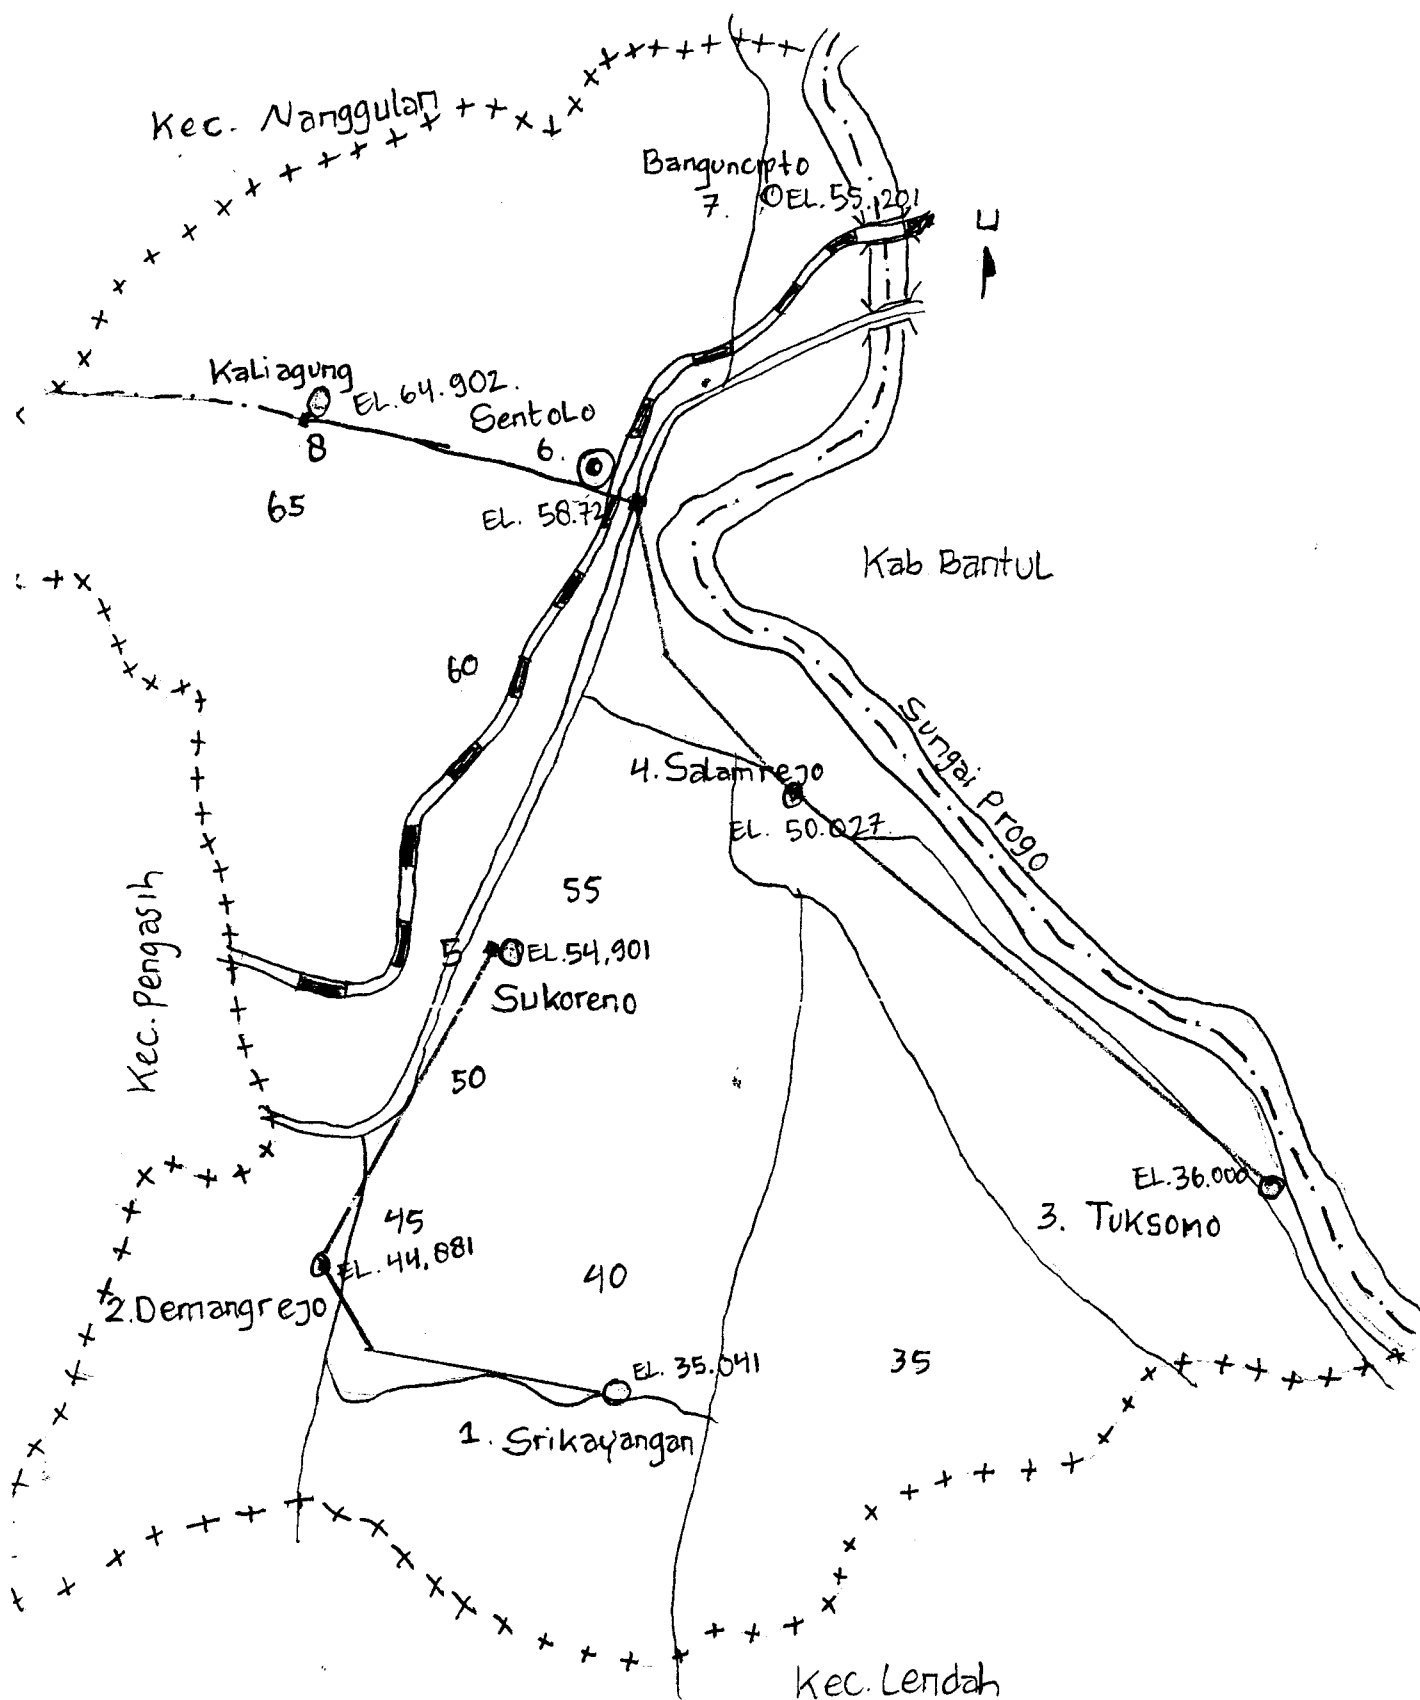 Kec. Nanggulan
Banguncipto
7.
EL.55.201
U
Kaliagung
EL.64.902.
8
Sentolo
6.
EL. 58.72
65
Kab Bantul
60
Sungai Progo
4. Salamrejo
EL. 50.027
55
Kec. Pengasih
5
EL.54,901
Sukoreno
50
EL.36.000
3. Tuksono
45
EL.44,881
40
2. Demangrejo
EL. 35.041
35
1. Srikayangan
Kec. Lendah